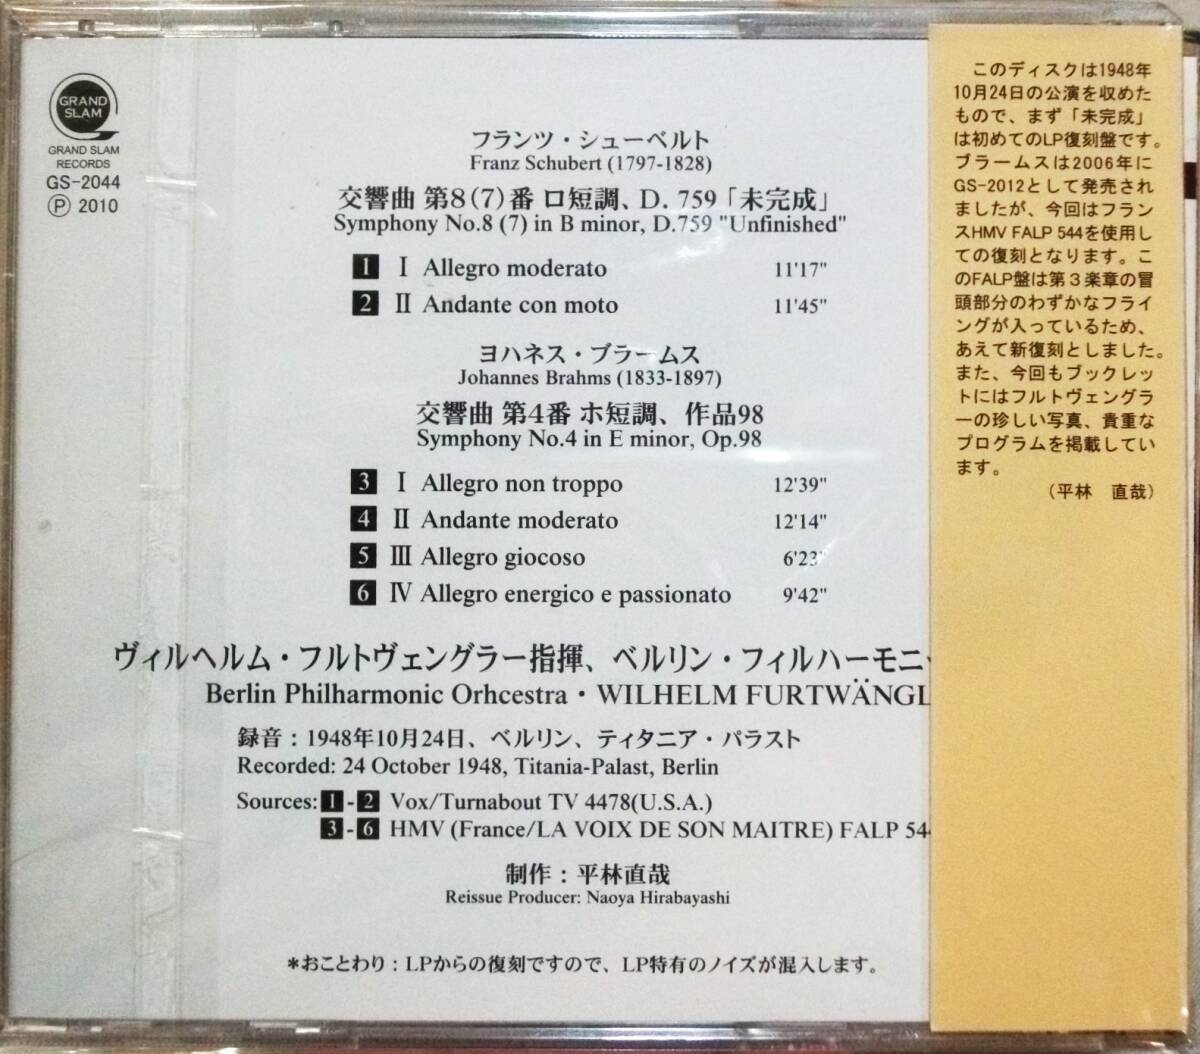 GRAND
SLAM
GRAND SLAM
RECORDS
GS-2044
Ⓟ 2010
フランツ・シューベルト
Franz Schubert (1797-1828)
交響曲 第8(7)番 ロ短調、D. 759「未完成」
Symphony No.8 (7) in B minor, D.759 "Unfinished"
1 I Allegro moderato 11'17"
2 II Andante con moto 11'45"
ヨハネス・ブラームス
Johannes Brahms (1833-1897)
交響曲 第4番 ホ短調、作品98
Symphony No.4 in E minor, Op.98
3 I Allegro non troppo 12'39"
4 II Andante moderato 12'14"
5 III Allegro giocoso 6'23"
6 IV Allegro energico e passionato 9'42"
ヴィルヘルム・フルトヴェングラー指揮、ベルリン・フィルハーモニー
Berlin Philharmonic Orhcestra・WILHELM FURTWÄNGL
録音：1948年10月24日、ベルリン、ティタニア・パラスト
Recorded: 24 October 1948, Titania-Palast, Berlin
Sources: 1 - 2 Vox/Turnabout TV 4478(U.S.A.)
3 - 6 HMV (France/LA VOIX DE SON MAITRE) FALP 544
制作：平林直哉
Reissue Producer: Naoya Hirabayashi
*おことわり：LPからの復刻ですので、LP特有のノイズが混入します。
このディスクは1948年
10月24日の公演を収めた
もので、まず「未完成」
は初めてのLP復刻盤です。
ブラームスは2006年に
GS-2012として発売され
ましたが、今回はフラン
スHMV FALP 544を使用し
ての復刻となります。こ
のFALP盤は第３楽章の冒
頭部分のわずかなフライ
ングが入っているため、
あえて新復刻としました。
また、今回もブックレッ
トにはフルトヴェングラ
ーの珍しい写真、貴重な
プログラムを掲載してい
ます。
（平林　直哉）